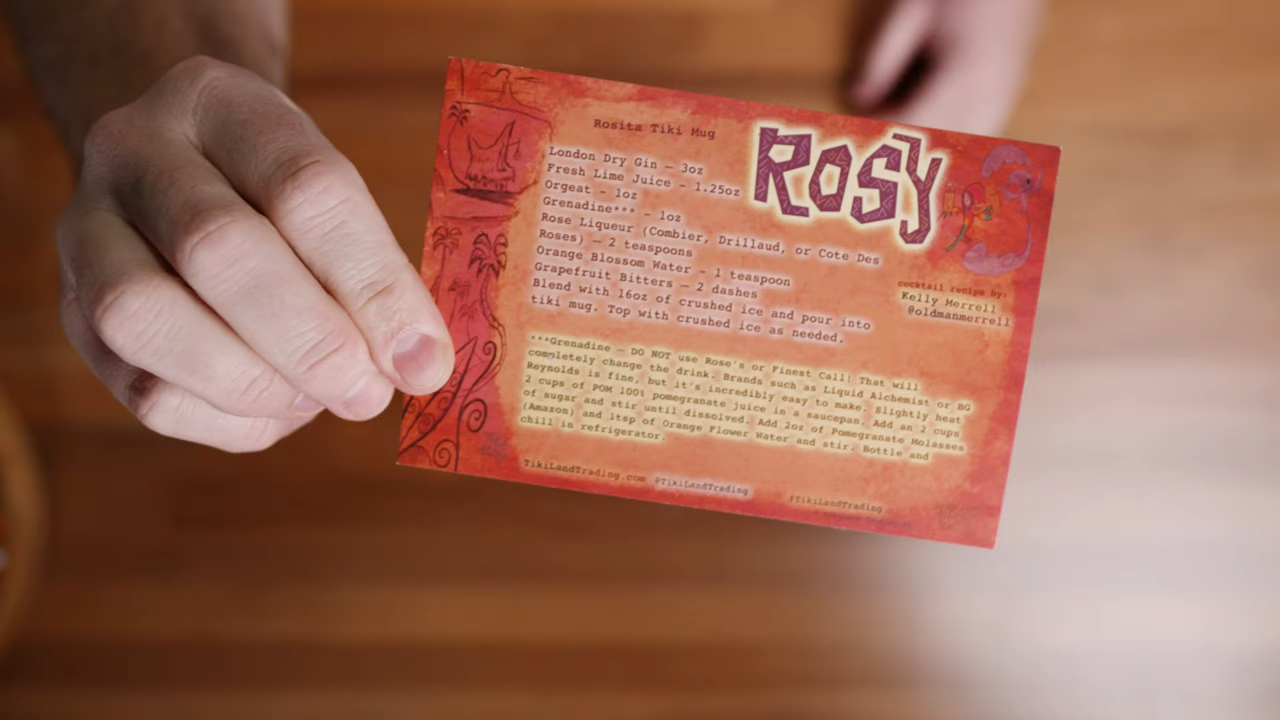 Rosita Tiki Mug
ROSY
London Dry Gin – 3oz
Fresh Lime Juice – 1.25oz
Orgeat – 1oz
Grenadine*** – 1oz
Rose Liqueur (Combier, Drillaud, or Cote Des
Roses) – 2 teaspoons
Orange Blossom Water – 1 teaspoon
Grapefruit Bitters – 2 dashes
Blend with 16oz of crushed ice and pour into
tiki mug. Top with crushed ice as needed.
cocktail recipe by:
Kelly Merrell
@oldmanmerrell
***Grenadine – DO NOT use Rose's or Finest Call! That will
completely change the drink. Brands such as Liquid Alchemist or BG
Reynolds is fine, but it's incredibly easy to make. Slightly heat
2 cups of POM 100% pomegranate juice in a saucepan. Add an 2 cups
of sugar and stir until dissolved. Add 2oz of Pomegranate Molasses
(Amazon) and 1tsp of Orange Flower Water and stir. Bottle and
chill in refrigerator.
TikiLandTrading.com @TikiLandTrading #TikiLandTrading